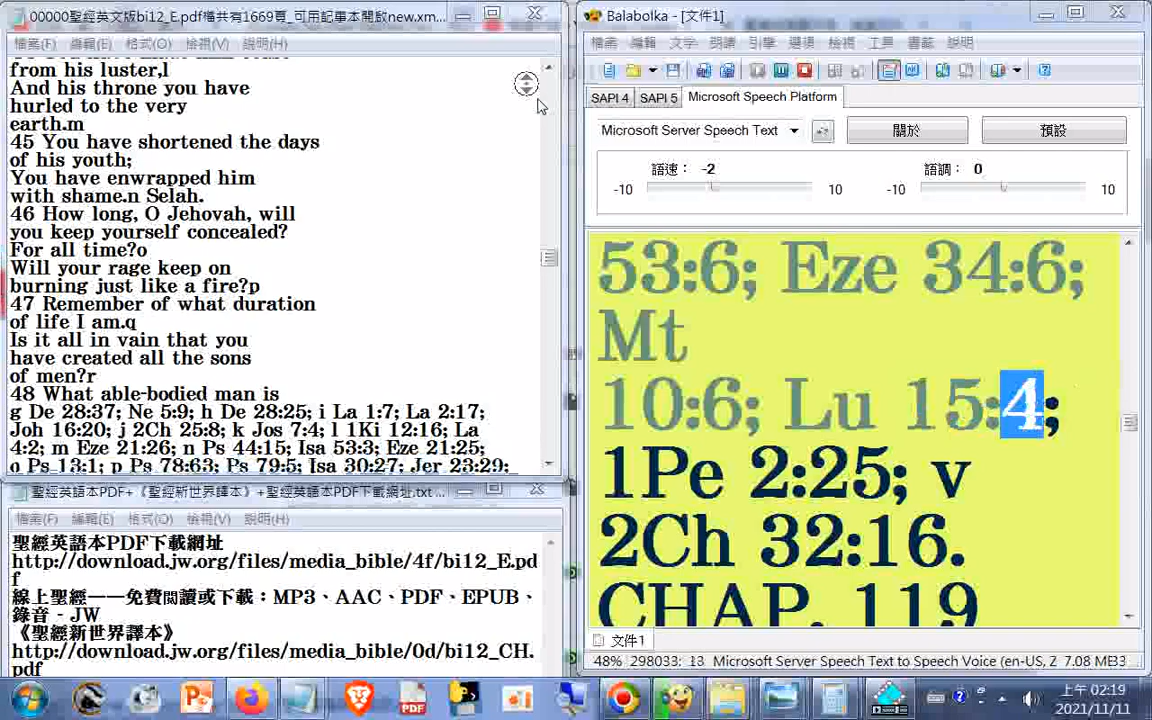 00000聖經英文版bi12_E.pdf檔共有1669頁_可用記事本開啟new.xm...
檔案(F) 編輯(E) 格式(O) 檢視(V) 說明(H)
from his luster,l
And his throne you have
hurled to the very
earth.m
45 You have shortened the days
of his youth;
You have enwrapped him
with shame.n Selah.
46 How long, O Jehovah, will
you keep yourself concealed?
For all time?o
Will your rage keep on
burning just like a fire?p
47 Remember of what duration
of life I am.q
Is it all in vain that you
have created all the sons
of men?r
48 What able-bodied man is
g De 28:37; Ne 5:9; h De 28:25; i La 1:7; La 2:17;
Joh 16:20; j 2Ch 25:8; k Jos 7:4; l 1Ki 12:16; La
4:2; m Eze 21:26; n Ps 44:15; Isa 53:3; Eze 21:25;
o Ps 13:1; p Ps 78:63; Ps 79:5; Isa 30:27; Jer 23:29;
聖經英語本PDF+《聖經新世界譯本》+聖經英語本PDF下載網址.txt ...
檔案(F) 編輯(E) 格式(O) 檢視(V) 說明(H)
聖經英語本PDF下載網址
http://download.jw.org/files/media_bible/4f/bi12_E.pd
f
線上聖經——免費閱讀或下載：MP3、AAC、PDF、EPUB、
錄音 - JW
《聖經新世界譯本》
http://download.jw.org/files/media_bible/0d/bi12_CH.
pdf
Balabolka - [文件1]
檔案 編輯 文字 朗讀 引擎 選項 檢視 工具 書籤 說明
SAPI 4 SAPI 5 Microsoft Speech Platform
Microsoft Server Speech Text 關於 預設
語速： -2 語調： 0
-10 10 -10 10
53:6; Eze 34:6;
Mt
10:6; Lu 15:4;
1Pe 2:25; v
2Ch 32:16.
CHAP. 119
文件1
48% 298033: 13 Microsoft Server Speech Text to Speech Voice (en-US, Z 7.08 MB
上午 02:19
2021/11/11